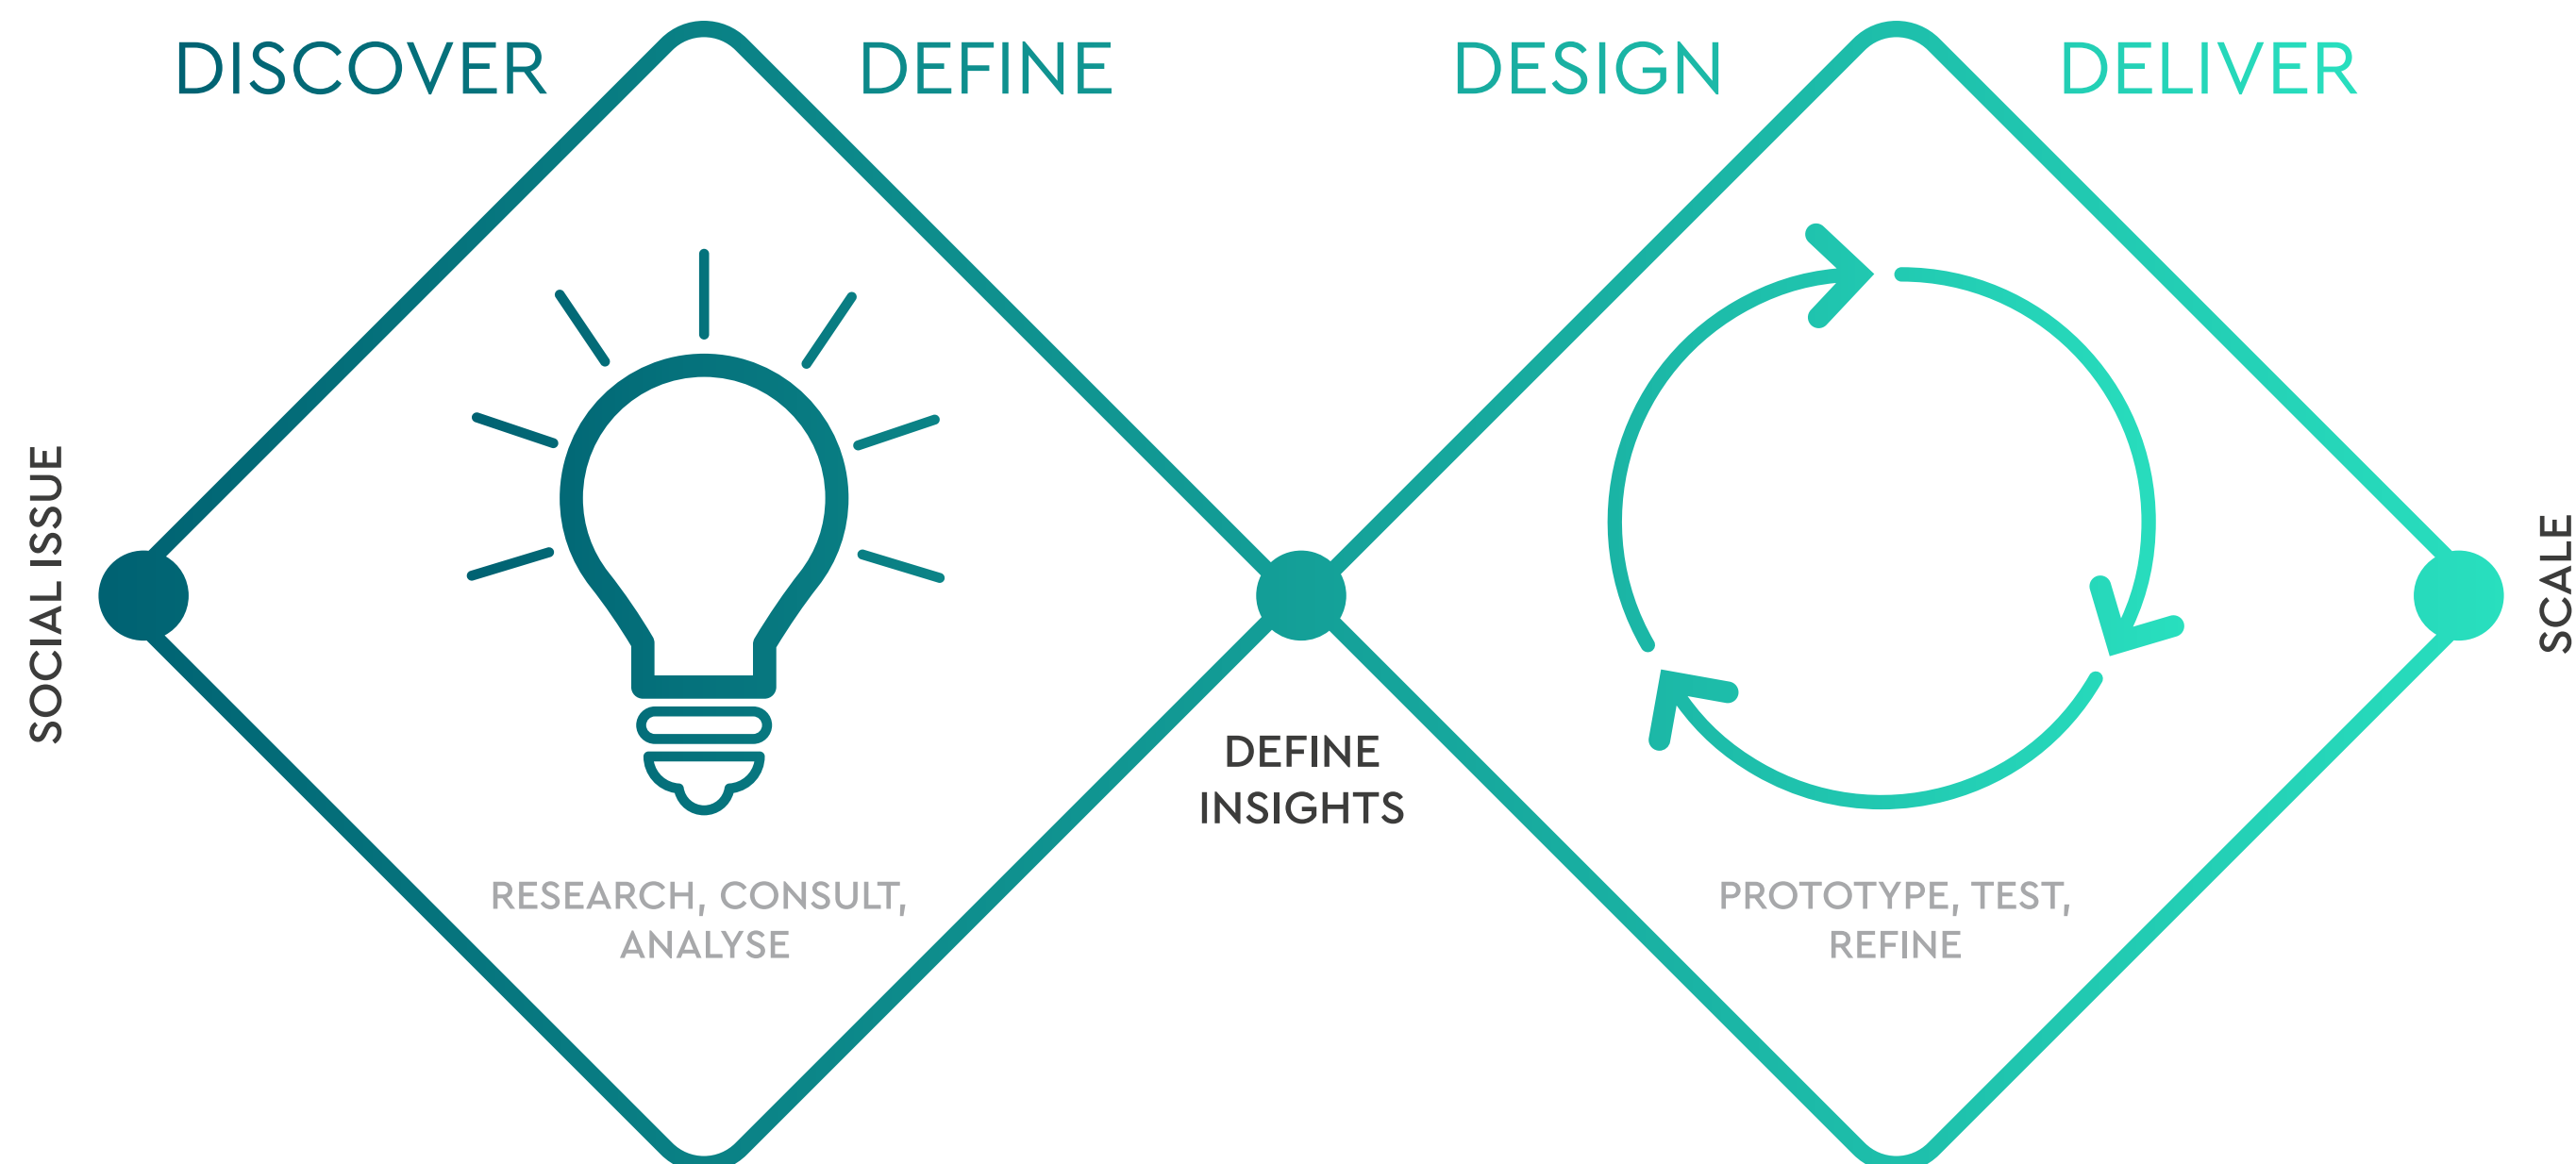 DISCOVER
DEFINE
DESIGN
DELIVER
SOCIAL ISSUE
DEFINE
INSIGHTS
SCALE
RESEARCH, CONSULT,
ANALYSE
PROTOTYPE, TEST,
REFINE